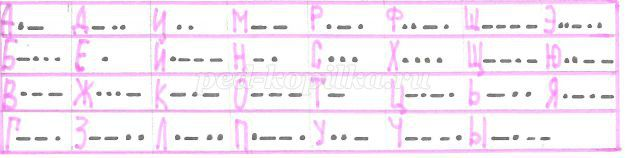 А •— Д —•• И •• М —— Р •—• Ф ••—• Ш ———— Э ••—••
Б —••• Е • Й •——— Н —• С ••• Х •••• Щ ——•— Ю ••——
ped-kopilka.ru
В •—— Ж •••— К —•— О ——— Т — Ц —•—• Ь —••— Я •—•—
Г ——• З ——•• Л •—•• П •——• У ••— Ч ———• Ы —•——